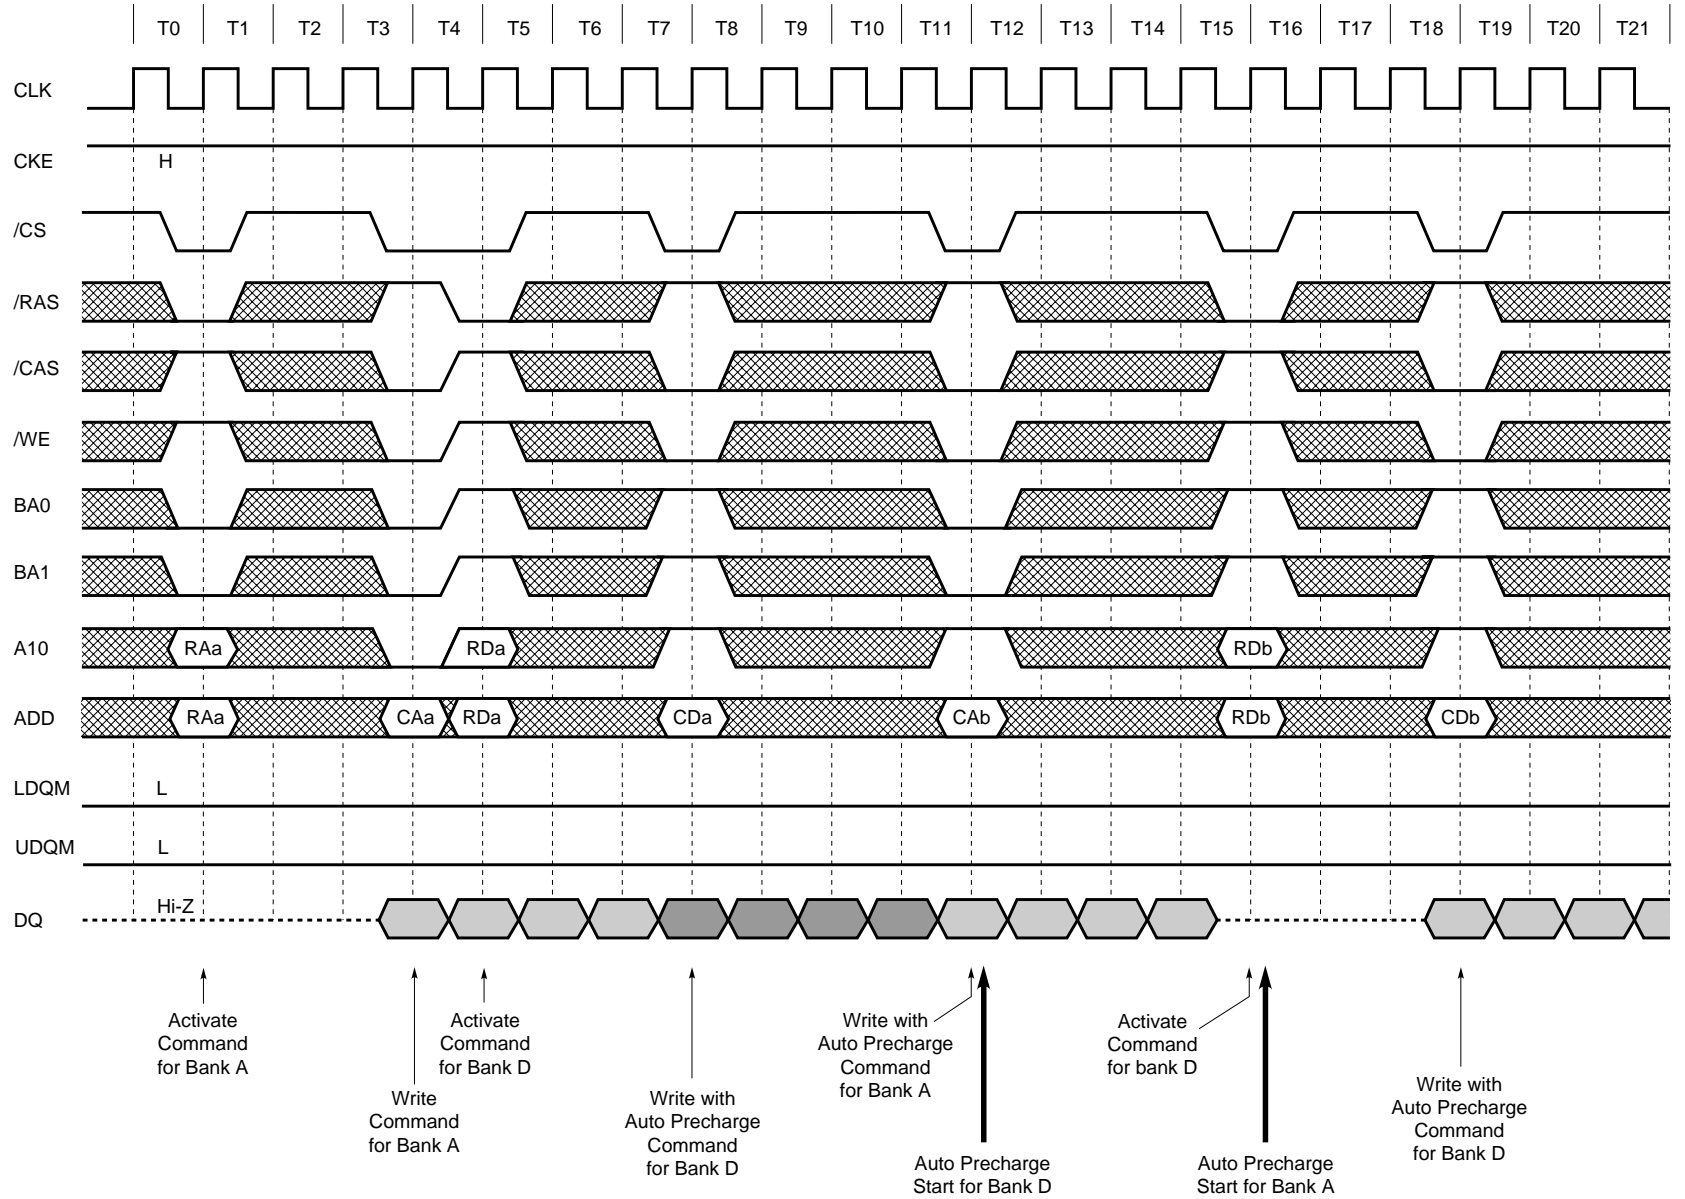 T0 T1 T2 T3 T4 T5 T6 T7 T8 T9 T10 T11 T12 T13 T14 T15 T16 T17 T18 T19 T20 T21
CLK
CKE H
/CS
/RAS
/CAS
/WE
BA0
BA1
A10 RAa RDa RDb
ADD RAa CAa RDa CDa CAb RDb CDb
LDQM L
UDQM L
DQ Hi-Z
Activate
Command
for Bank A
Write
Command
for Bank A
Activate
Command
for Bank D
Write with
Auto Precharge
Command
for Bank D
Write with
Auto Precharge
Command
for Bank A
Auto Precharge
Start for Bank D
Activate
Command
for bank D
Auto Precharge
Start for Bank A
Write with
Auto Precharge
Command
for Bank D